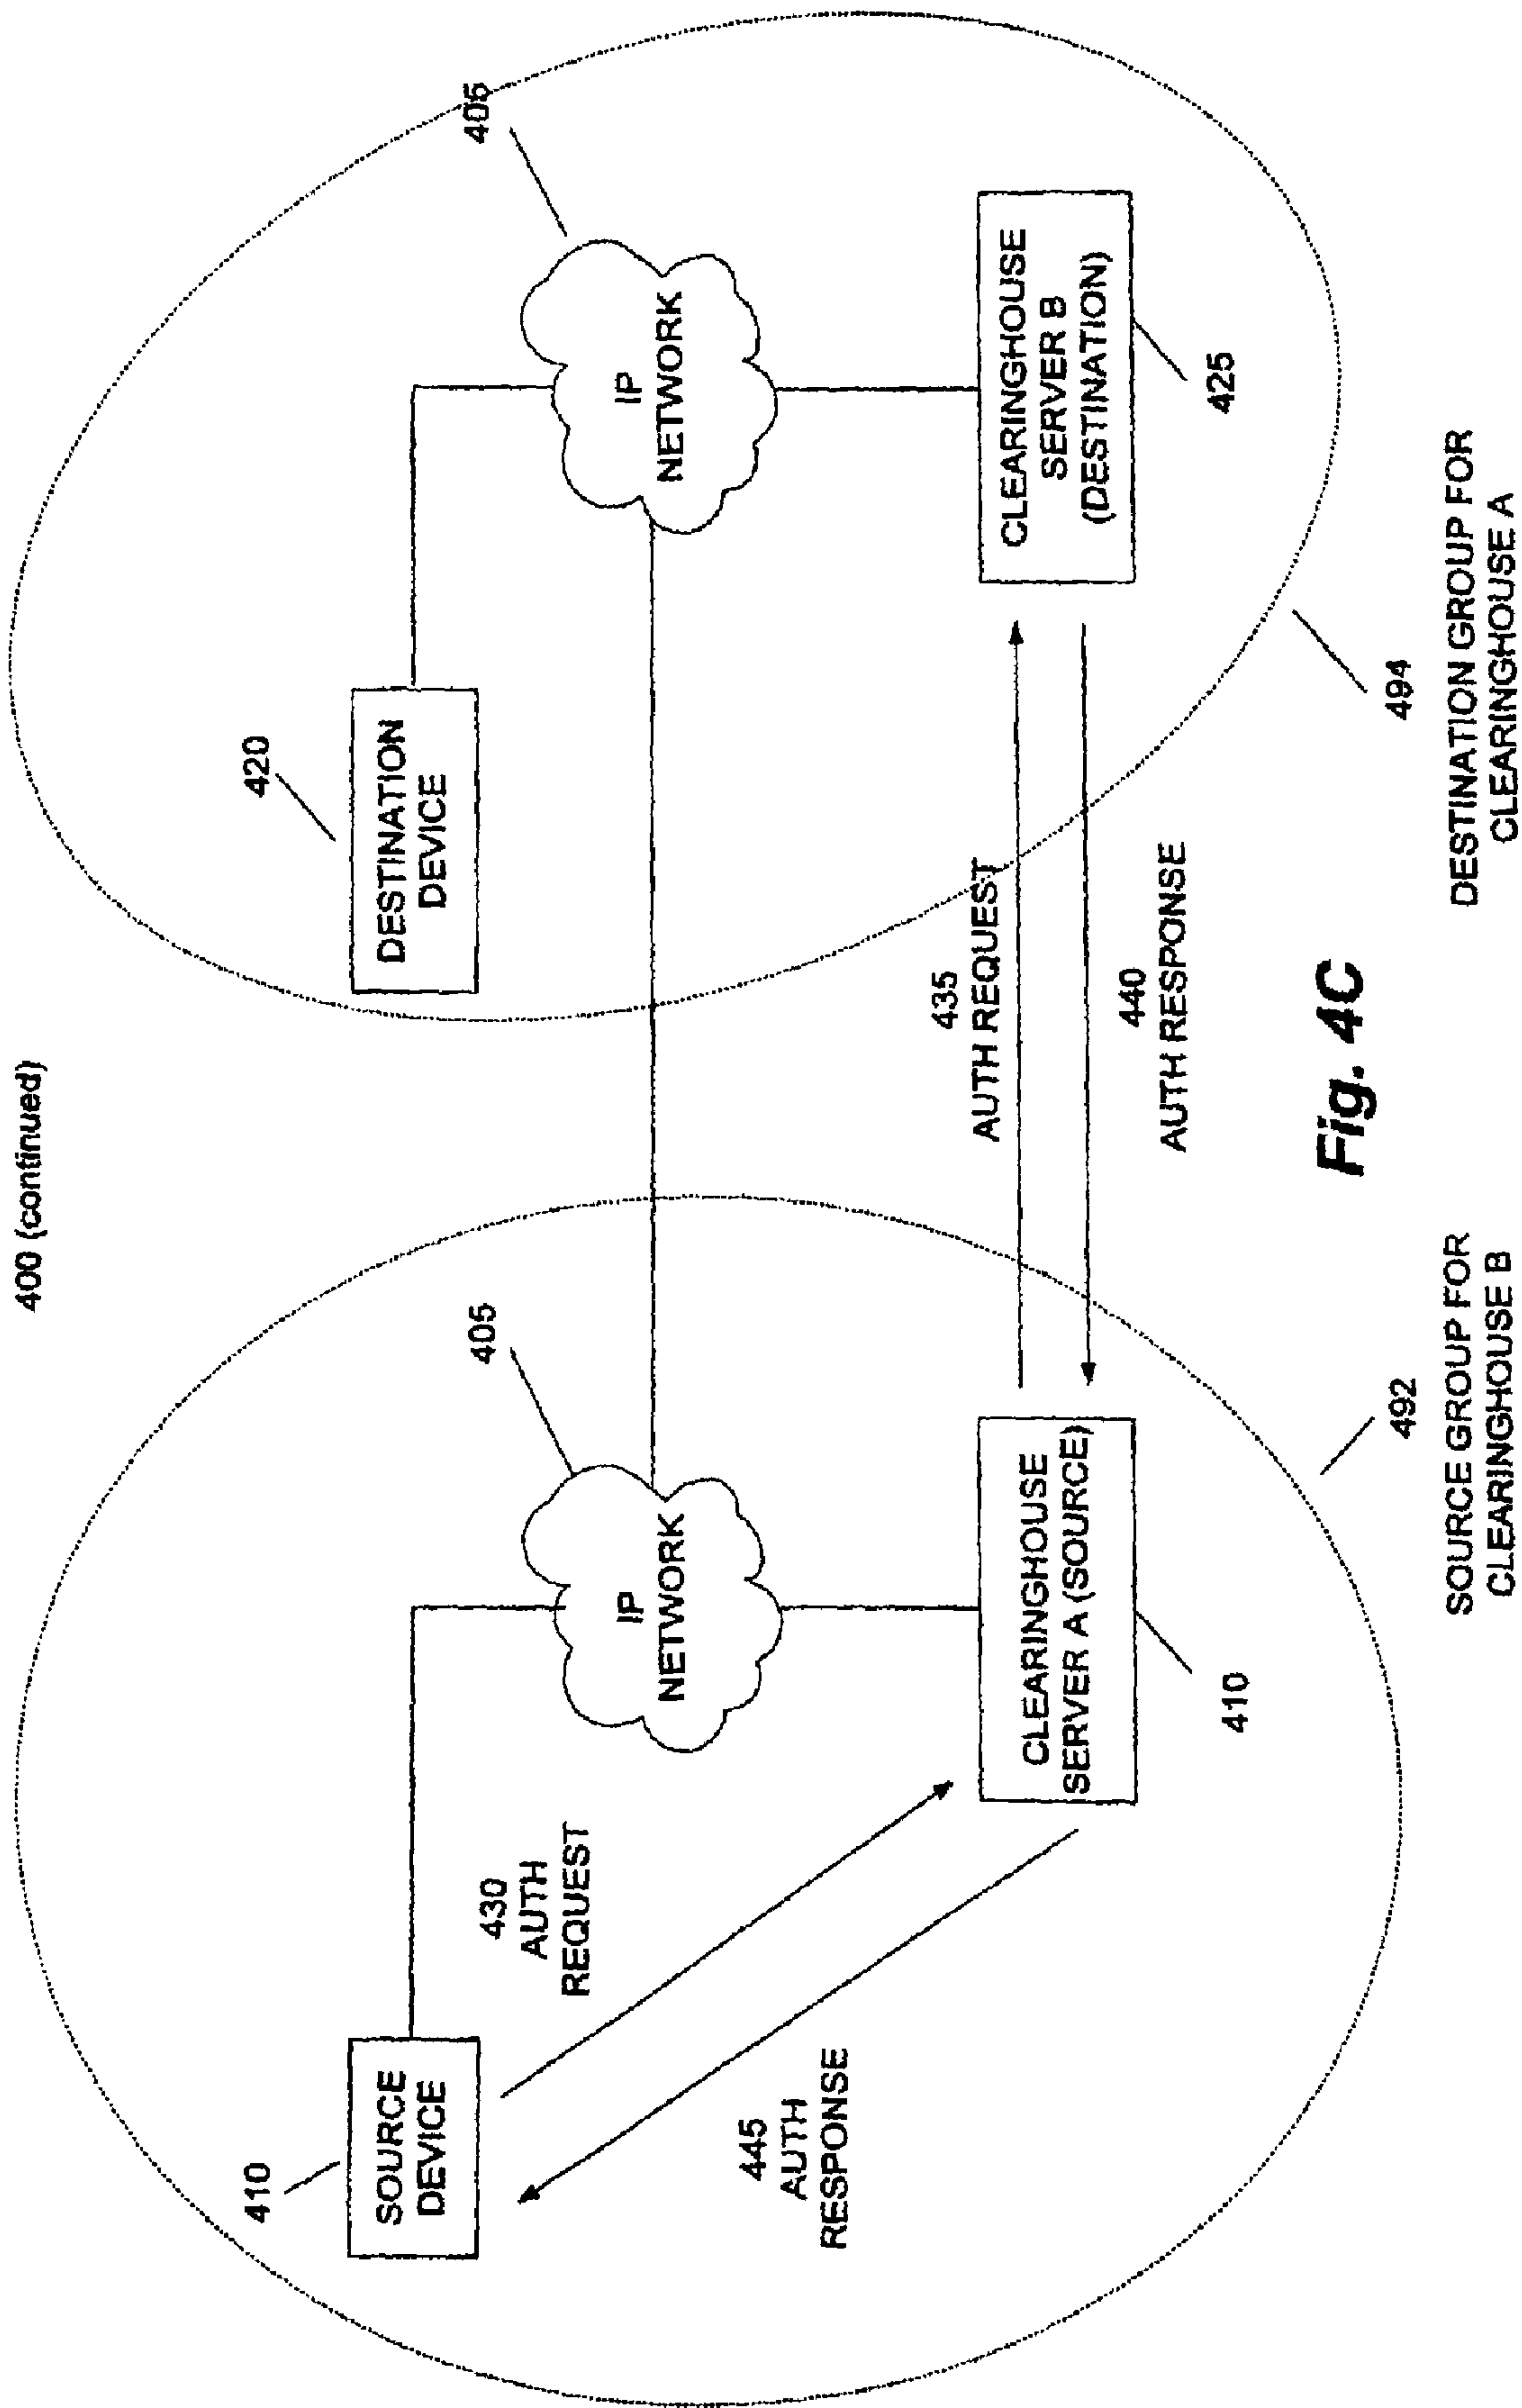 400 (continued)
410
SOURCE
DEVICE
430
AUTH
REQUEST
445
AUTH
RESPONSE
405
IP
NETWORK
CLEARINGHOUSE
SERVER A (SOURCE)
410
492
SOURCE GROUP FOR
CLEARINGHOUSE B
420
DESTINATION
DEVICE
405
IP
NETWORK
435
AUTH REQUEST
440
AUTH RESPONSE
CLEARINGHOUSE
SERVER B
(DESTINATION)
425
494
DESTINATION GROUP FOR
CLEARINGHOUSE A
Fig. 4C